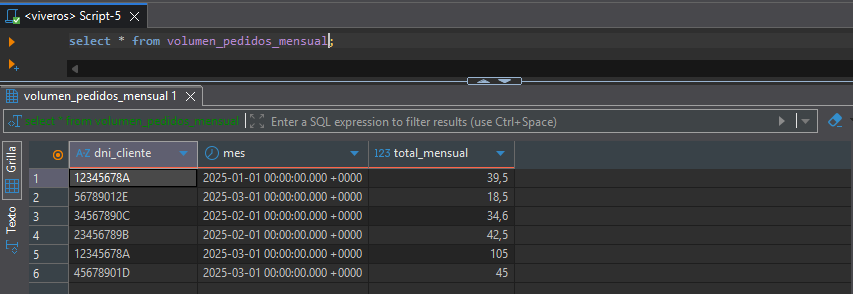 <viveros> Script-5
select * from volumen_pedidos_mensual;
volumen_pedidos_mensual 1
select * from volumen_pedidos_mensual Enter a SQL expression to filter results (use Ctrl+Space)
Grilla
Texto
A-Z dni_cliente mes 123 total_mensual
1 12345678A 2025-01-01 00:00:00.000 +0000 39,5
2 56789012E 2025-03-01 00:00:00.000 +0000 18,5
3 34567890C 2025-02-01 00:00:00.000 +0000 34,6
4 23456789B 2025-02-01 00:00:00.000 +0000 42,5
5 12345678A 2025-03-01 00:00:00.000 +0000 105
6 45678901D 2025-03-01 00:00:00.000 +0000 45